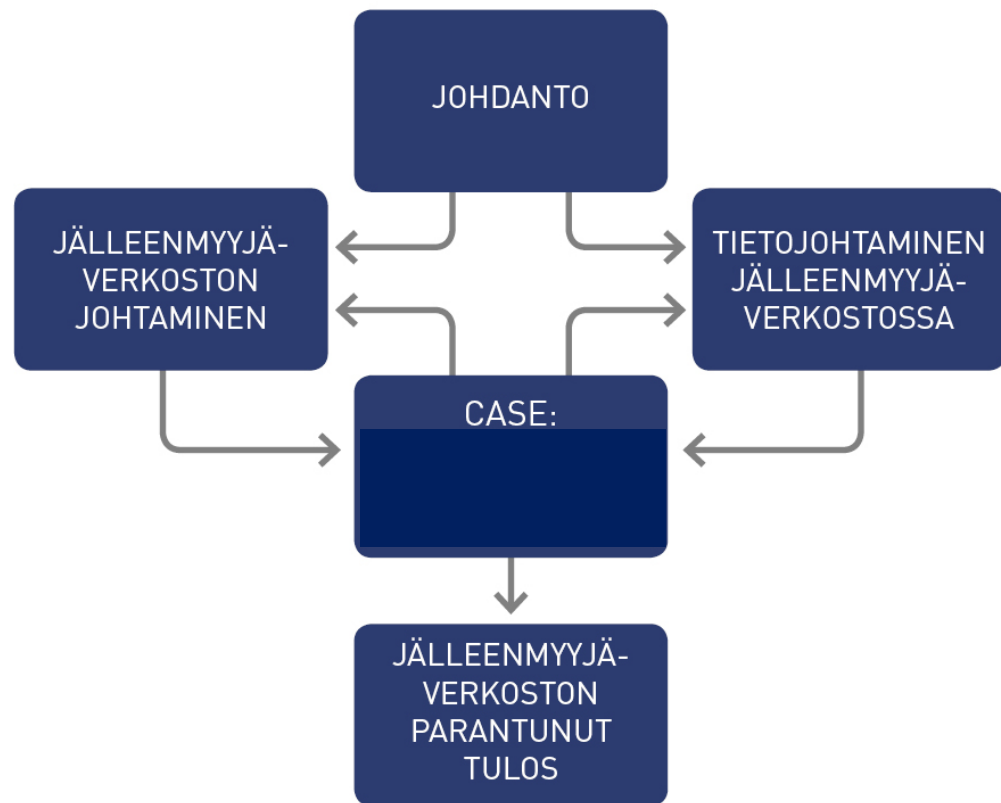 JOHDANTO
JÄLLEENMYYJÄ-
VERKOSTON
JOHTAMINEN
TIETOJOHTAMINEN
JÄLLEENMYYJÄ-
VERKOSTOSSA
CASE:
JÄLLEENMYYJÄ-
VERKOSTON
PARANTUNUT
TULOS